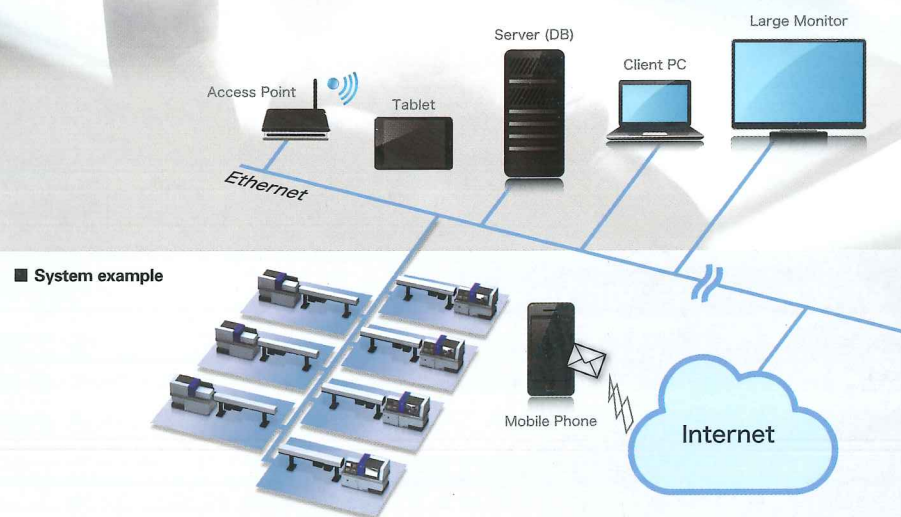 Large Monitor
Server (DB)
Client PC
Access Point
Tablet
Ethernet
■ System example
Mobile Phone
Internet